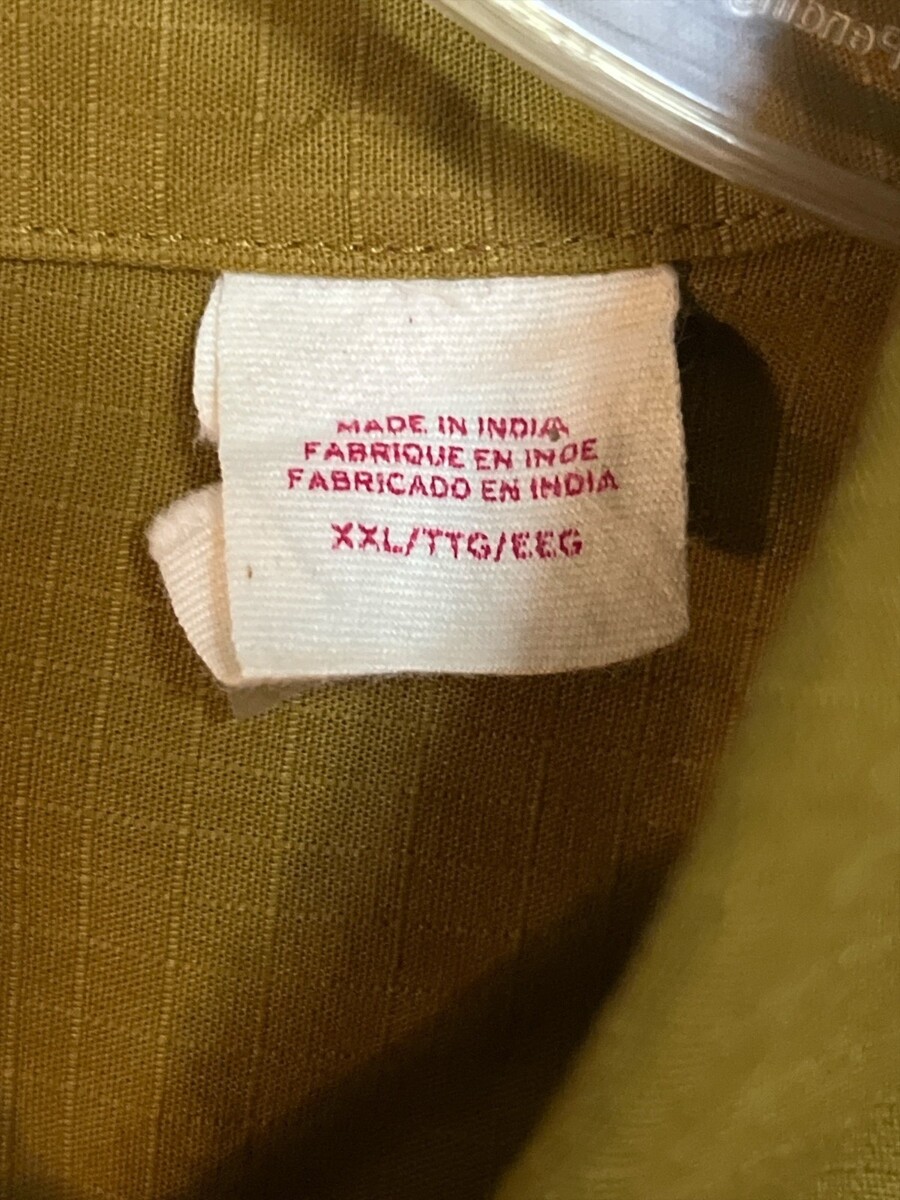 MADE IN INDIA
FABRIQUE EN INDE
FABRICADO EN INDIA
XXL/TTG/EEG